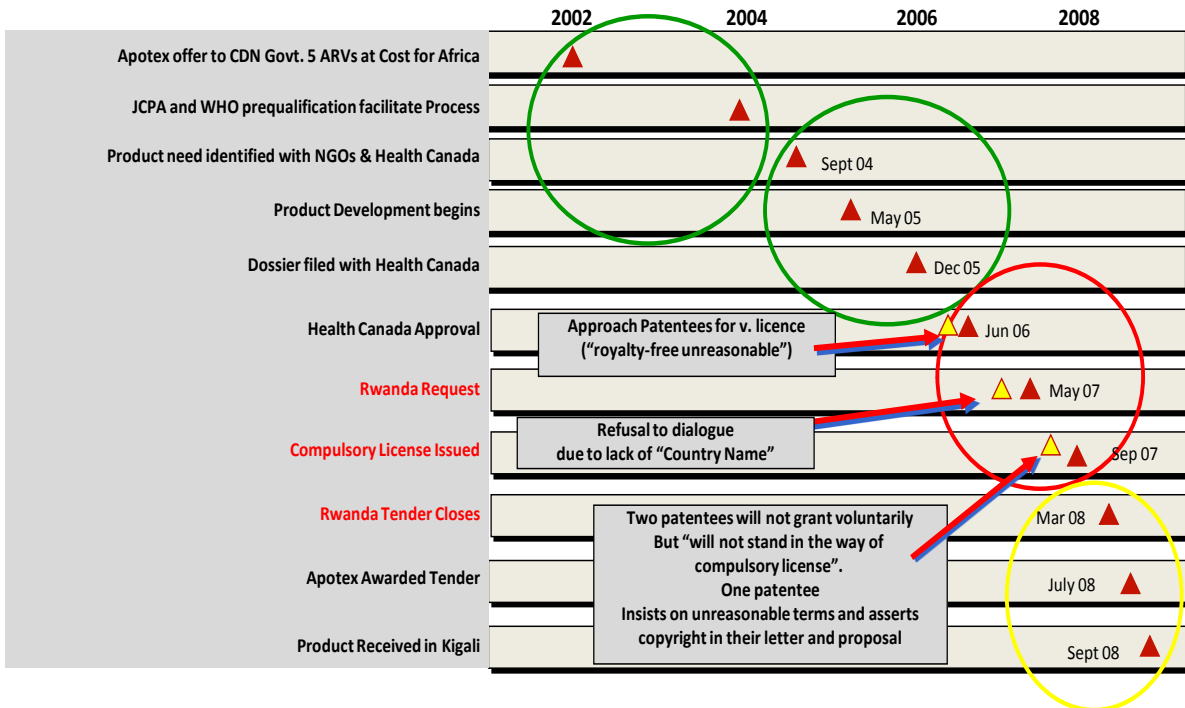 2002 2004 2006 2008
Apotex offer to CDN Govt. 5 ARVs at Cost for Africa
JCPA and WHO prequalification facilitate Process
Product need identified with NGOs & Health Canada
Sept 04
Product Development begins
May 05
Dossier filed with Health Canada
Dec 05
Health Canada Approval
Approach Patentees for v. licence
(“royalty-free unreasonable”)
Jun 06
Rwanda Request
May 07
Refusal to dialogue
due to lack of “Country Name”
Compulsory License Issued
Sep 07
Rwanda Tender Closes
Mar 08
Two patentees will not grant voluntarily
But “will not stand in the way of
compulsory license”.
One patentee
Insists on unreasonable terms and asserts
copyright in their letter and proposal
Apotex Awarded Tender
July 08
Product Received in Kigali
Sept 08